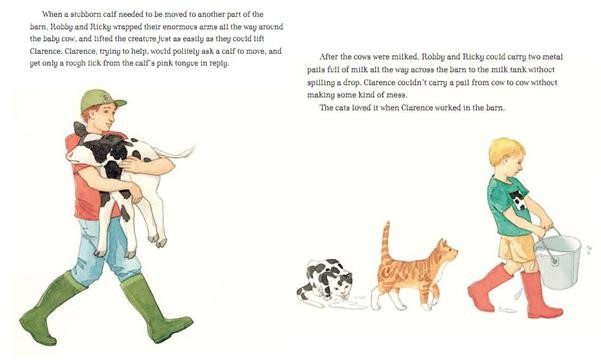 When a stubborn calf needed to be moved to another part of the
barn, Robby and Ricky wrapped their enormous arms all the way around
the baby cow, and lifted the creature just as easily as they could lift
Clarence. Clarence, trying to help, would politely ask a calf to move, and
get only a rough lick from the calf's pink tongue in reply.
After the cows were milked, Robby and Ricky could carry two metal
pails full of milk all the way across the barn to the milk tank without
spilling a drop. Clarence couldn't carry a pail from cow to cow without
making some kind of mess.
The cats loved it when Clarence worked in the barn.